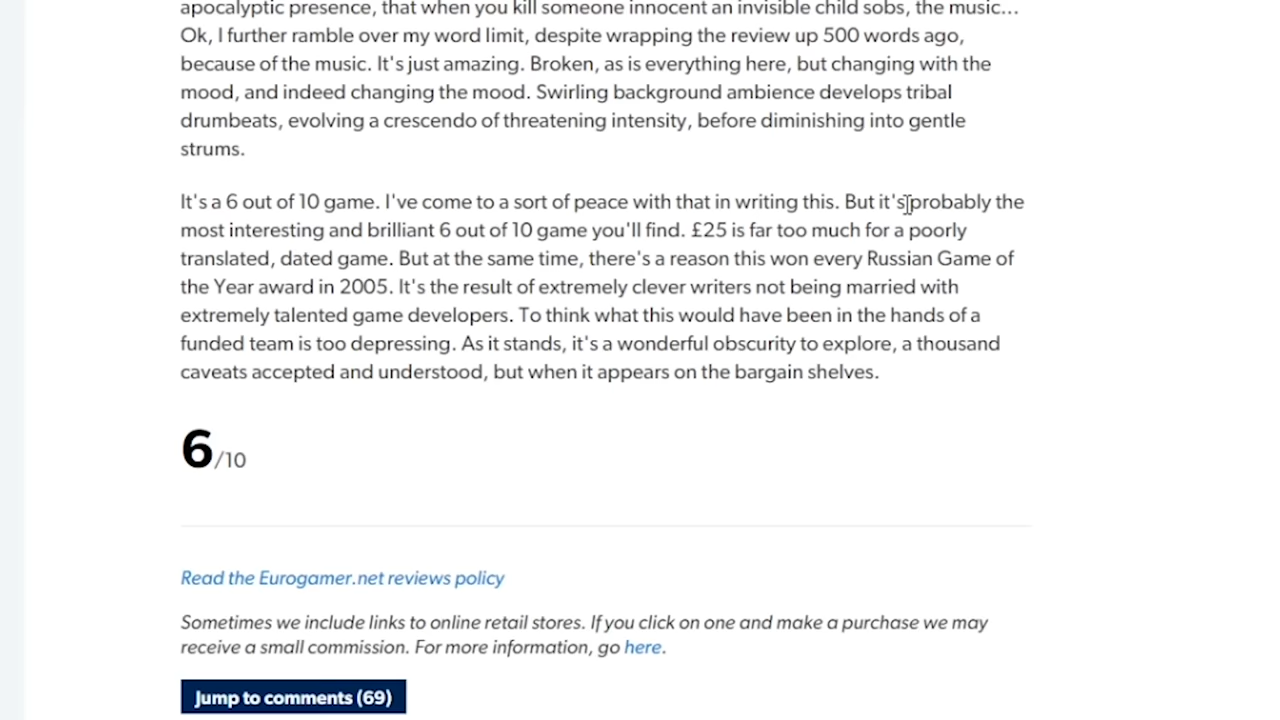 apocalyptic presence, that when you kill someone innocent an invisible child sobs, the music...
Ok, I further ramble over my word limit, despite wrapping the review up 500 words ago,
because of the music. It's just amazing. Broken, as is everything here, but changing with the
mood, and indeed changing the mood. Swirling background ambience develops tribal
drumbeats, evolving a crescendo of threatening intensity, before diminishing into gentle
strums.
It's a 6 out of 10 game. I've come to a sort of peace with that in writing this. But it's probably the
most interesting and brilliant 6 out of 10 game you'll find. £25 is far too much for a poorly
translated, dated game. But at the same time, there's a reason this won every Russian Game of
the Year award in 2005. It's the result of extremely clever writers not being married with
extremely talented game developers. To think what this would have been in the hands of a
funded team is too depressing. As it stands, it's a wonderful obscurity to explore, a thousand
caveats accepted and understood, but when it appears on the bargain shelves.
6/10
Read the Eurogamer.net reviews policy
Sometimes we include links to online retail stores. If you click on one and make a purchase we may
receive a small commission. For more information, go here.
Jump to comments (69)